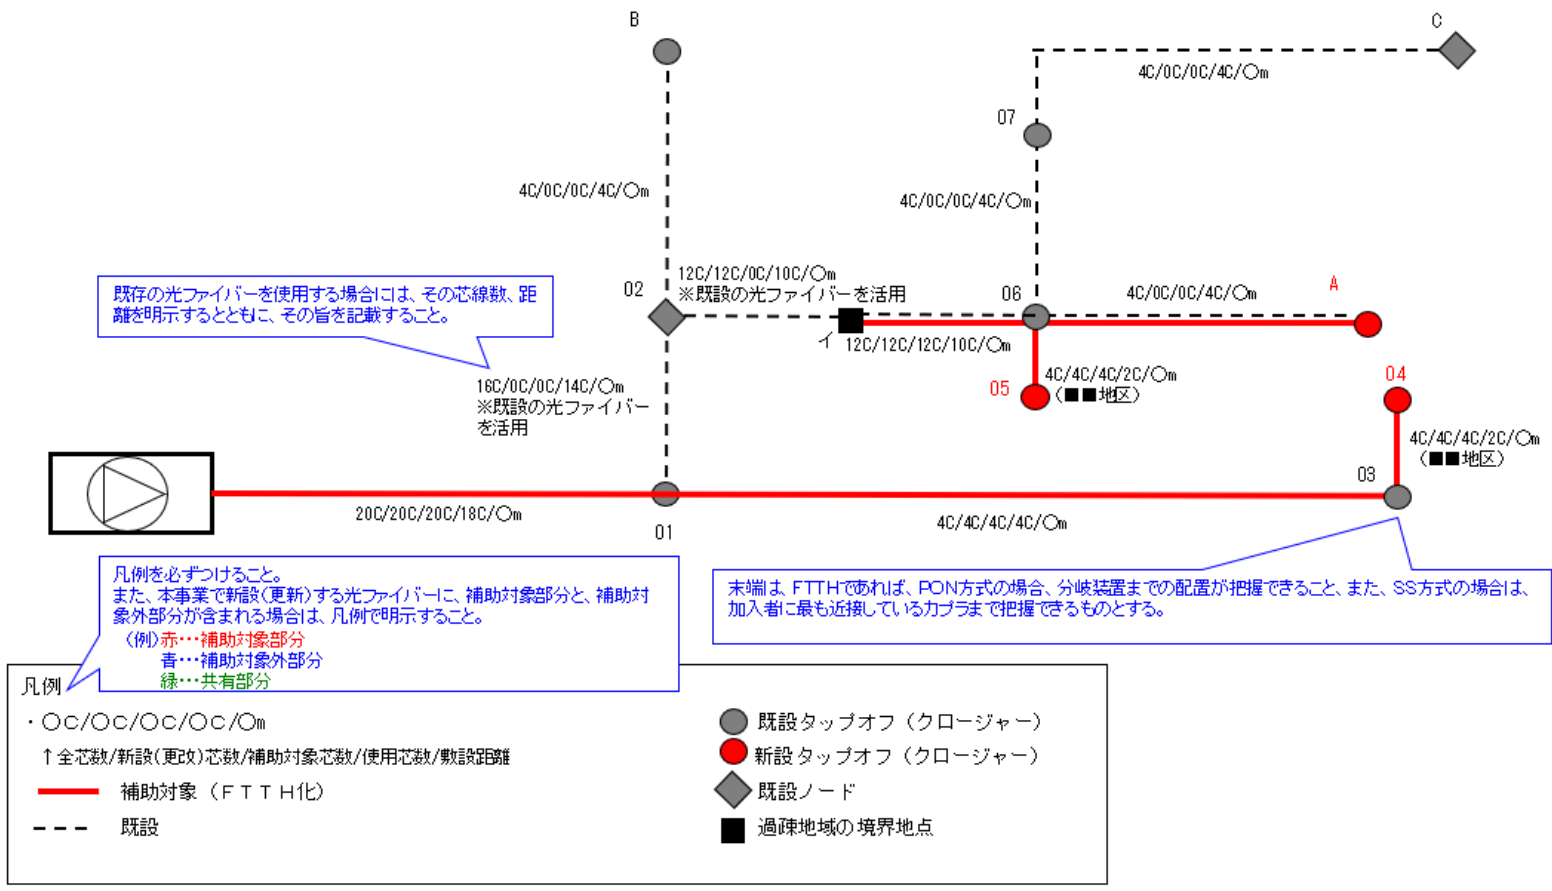 B
C
4C/0C/0C/4C/〇m
07
4C/0C/0C/4C/〇m
4C/0C/0C/4C/〇m
12C/12C/0C/10C/〇m
※既設の光ファイバーを活用
既存の光ファイバーを使用する場合には、その芯線数、距
離を明示するとともに、その旨を記載すること。
02
06
4C/0C/0C/4C/〇m
A
イ
12C/12C/12C/10C/〇m
16C/0C/0C/14C/〇m
※既設の光ファイバー
を活用
05
4C/4C/4C/2C/〇m
(■■地区)
04
4C/4C/4C/2C/〇m
(■■地区)
03
20C/20C/20C/18C/〇m
01
4C/4C/4C/4C/〇m
凡例を必ずつけること。
また、本事業で新設(更新)する光ファイバーに、補助対象部分と、補助対
象外部分が含まれる場合は、凡例で明示すること。
(例)赤・・・補助対象部分
青・・・補助対象外部分
緑・・・共有部分
末端は、FTTHであれば、PON方式の場合、分岐装置までの配置が把握できること、また、SS方式の場合は、
加入者に最も近接しているカプラまで把握できるものとする。
凡例
・〇c/〇c/〇c/〇c/〇m
↑全芯数/新設(更改)芯数/補助対象芯数/使用芯数/敷設距離
補助対象（ＦＴＴＨ化）
既設
既設タップオフ（クロージャー）
新設タップオフ（クロージャー）
既設ノード
過疎地域の境界地点